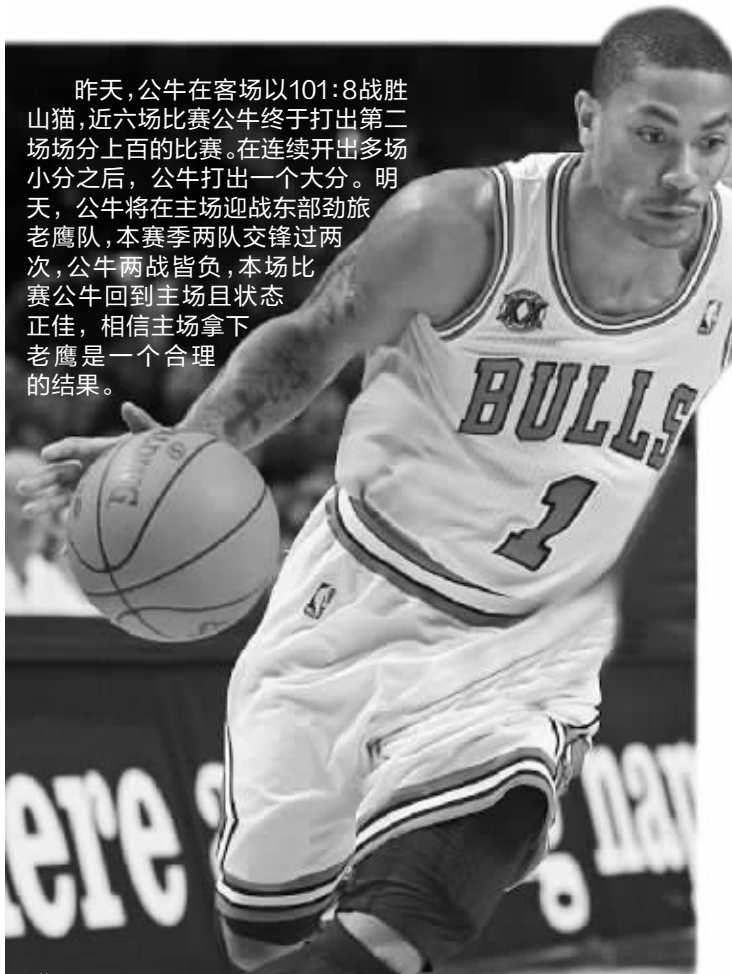 昨天,公牛在客场以101:8战胜
山猫,近六场比赛公牛终于打出第二
场场分上百的比赛。在连续开出多场
小分之后，公牛打出一个大分。明
天，公牛将在主场迎战东部劲旅
老鹰队,本赛季两队交锋过两
次,公牛两战皆负,本场比
赛公牛回到主场且状态
正佳，相信主场拿下
老鹰是一个合理
的结果。
BULLS
1
ere
g nap